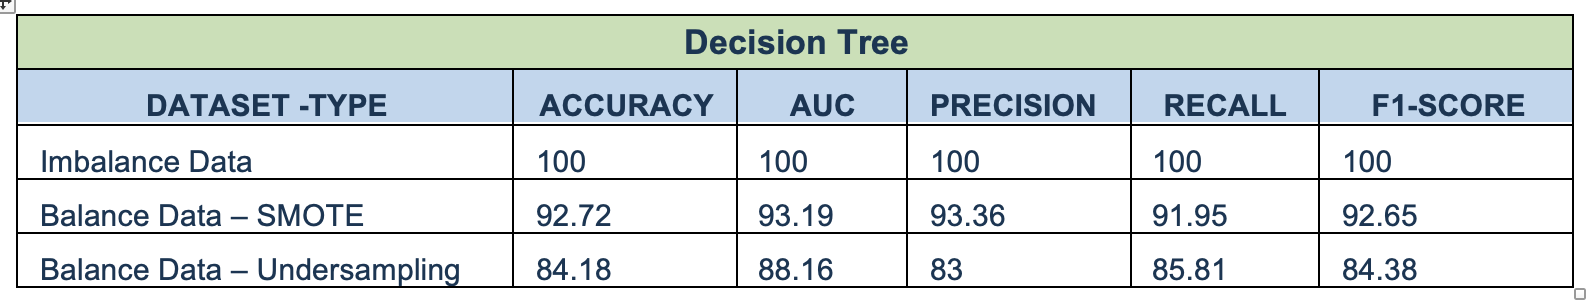 Decision Tree
DATASET -TYPE ACCURACY AUC PRECISION RECALL F1-SCORE
Imbalance Data 100 100 100 100 100
Balance Data – SMOTE 92.72 93.19 93.36 91.95 92.65
Balance Data – Undersampling 84.18 88.16 83 85.81 84.38